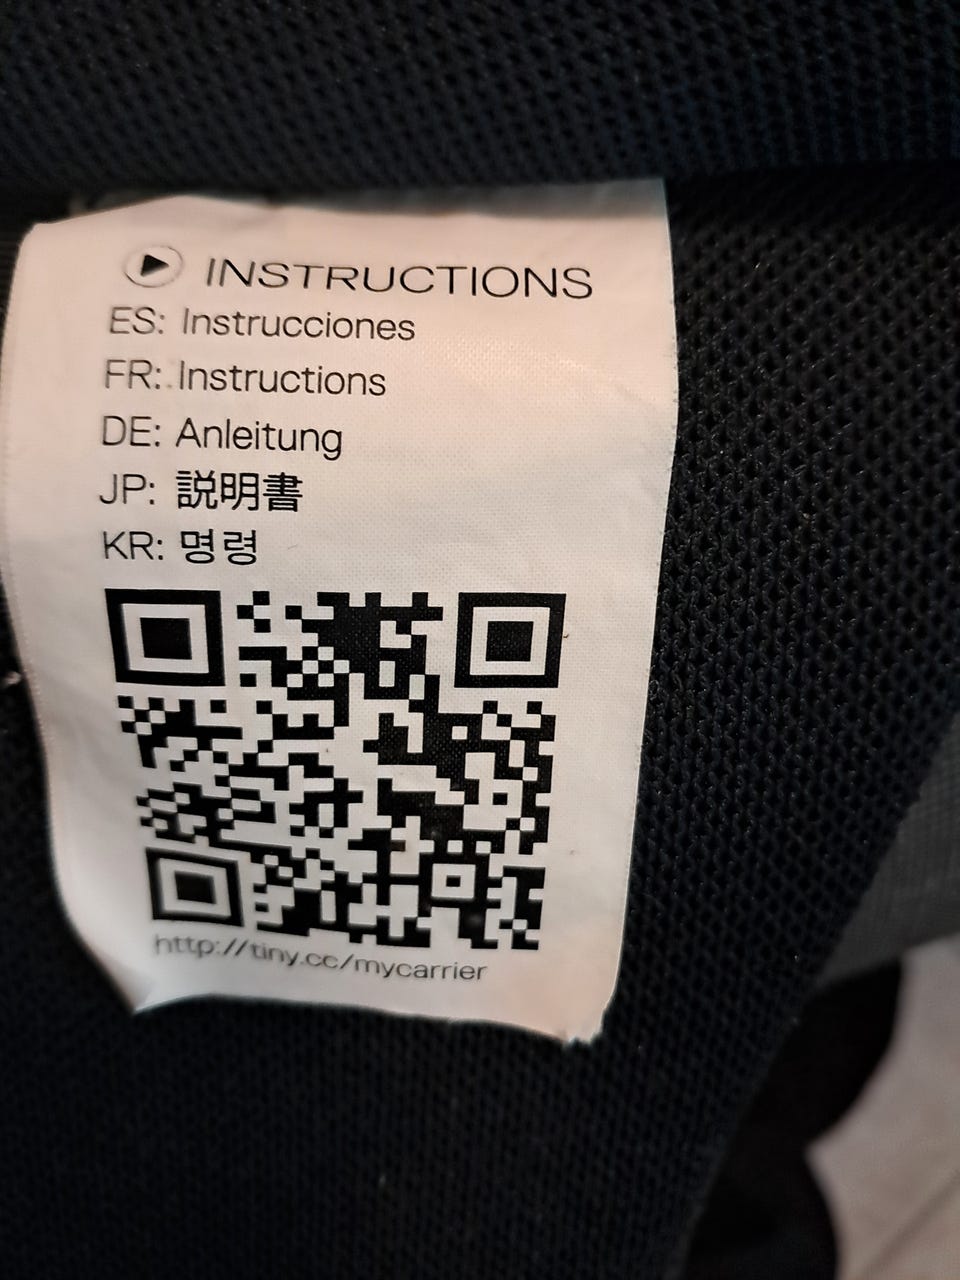 INSTRUCTIONS
ES: Instrucciones
FR: Instructions
DE: Anleitung
JP: 説明書
KR: 명령
http://tiny.cc/mycarrier